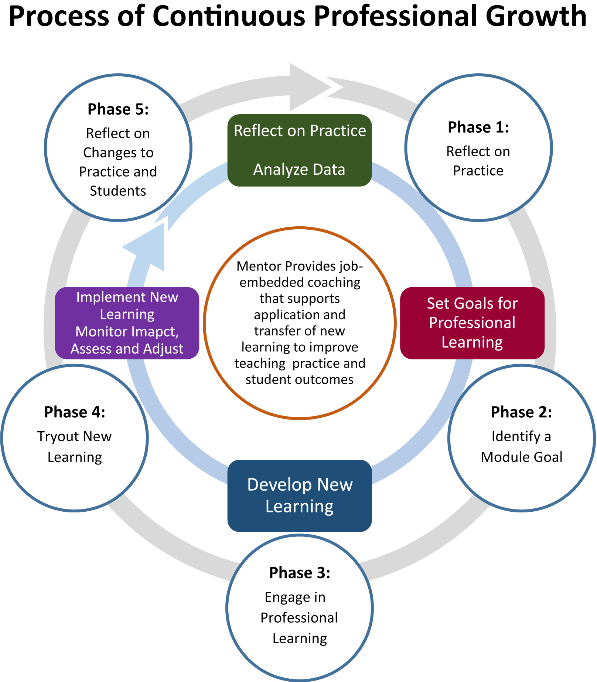 Process of Continuous Professional Growth
Phase 5:
Reflect on
Changes to
Practice and
Students
Reflect on Practice
Analyze Data
Phase 1:
Reflect on
Practice
Mentor Provides job-
embedded coaching
that supports
application and
transfer of new
learning to improve
teaching practice and
student outcomes
Implement New
Learning
Monitor Imapct,
Assess and Adjust
Set Goals for
Professional
Learning
Phase 4:
Tryout New
Learning
Phase 2:
Identify a
Module Goal
Develop New
Learning
Phase 3:
Engage in
Professional
Learning